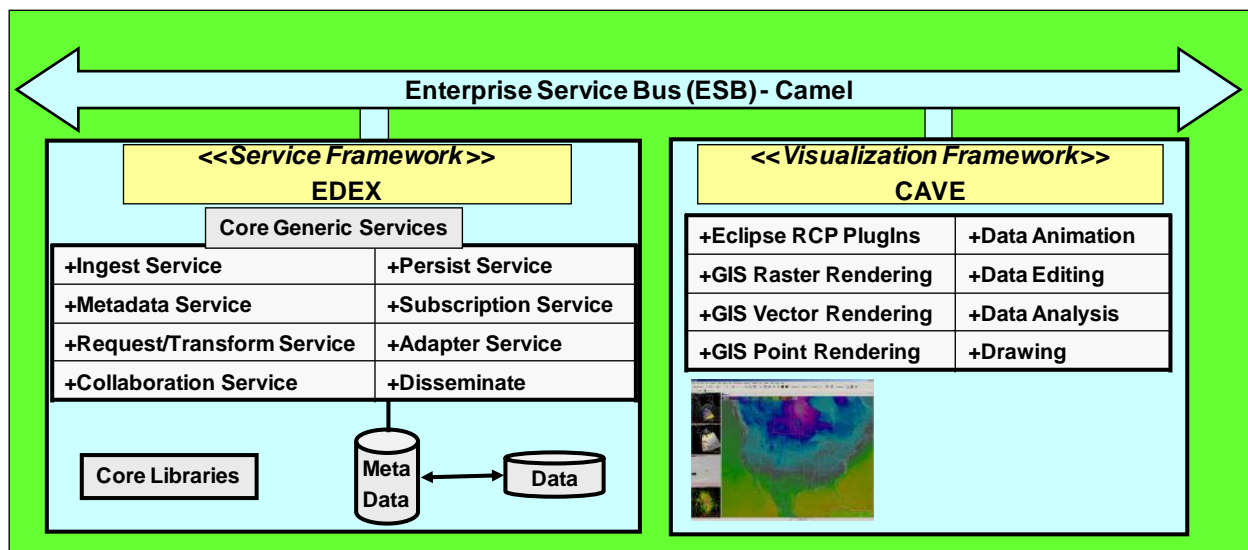 Enterprise Service Bus (ESB) - Camel
<<Service Framework>>
EDEX
Core Generic Services
+Ingest Service
+Persist Service
+Metadata Service
+Subscription Service
+Request/Transform Service
+Adapter Service
+Collaboration Service
+Disseminate
Core Libraries
Meta
Data
Data
<<Visualization Framework>>
CAVE
+Eclipse RCP PlugIns
+Data Animation
+GIS Raster Rendering
+Data Editing
+GIS Vector Rendering
+Data Analysis
+GIS Point Rendering
+Drawing